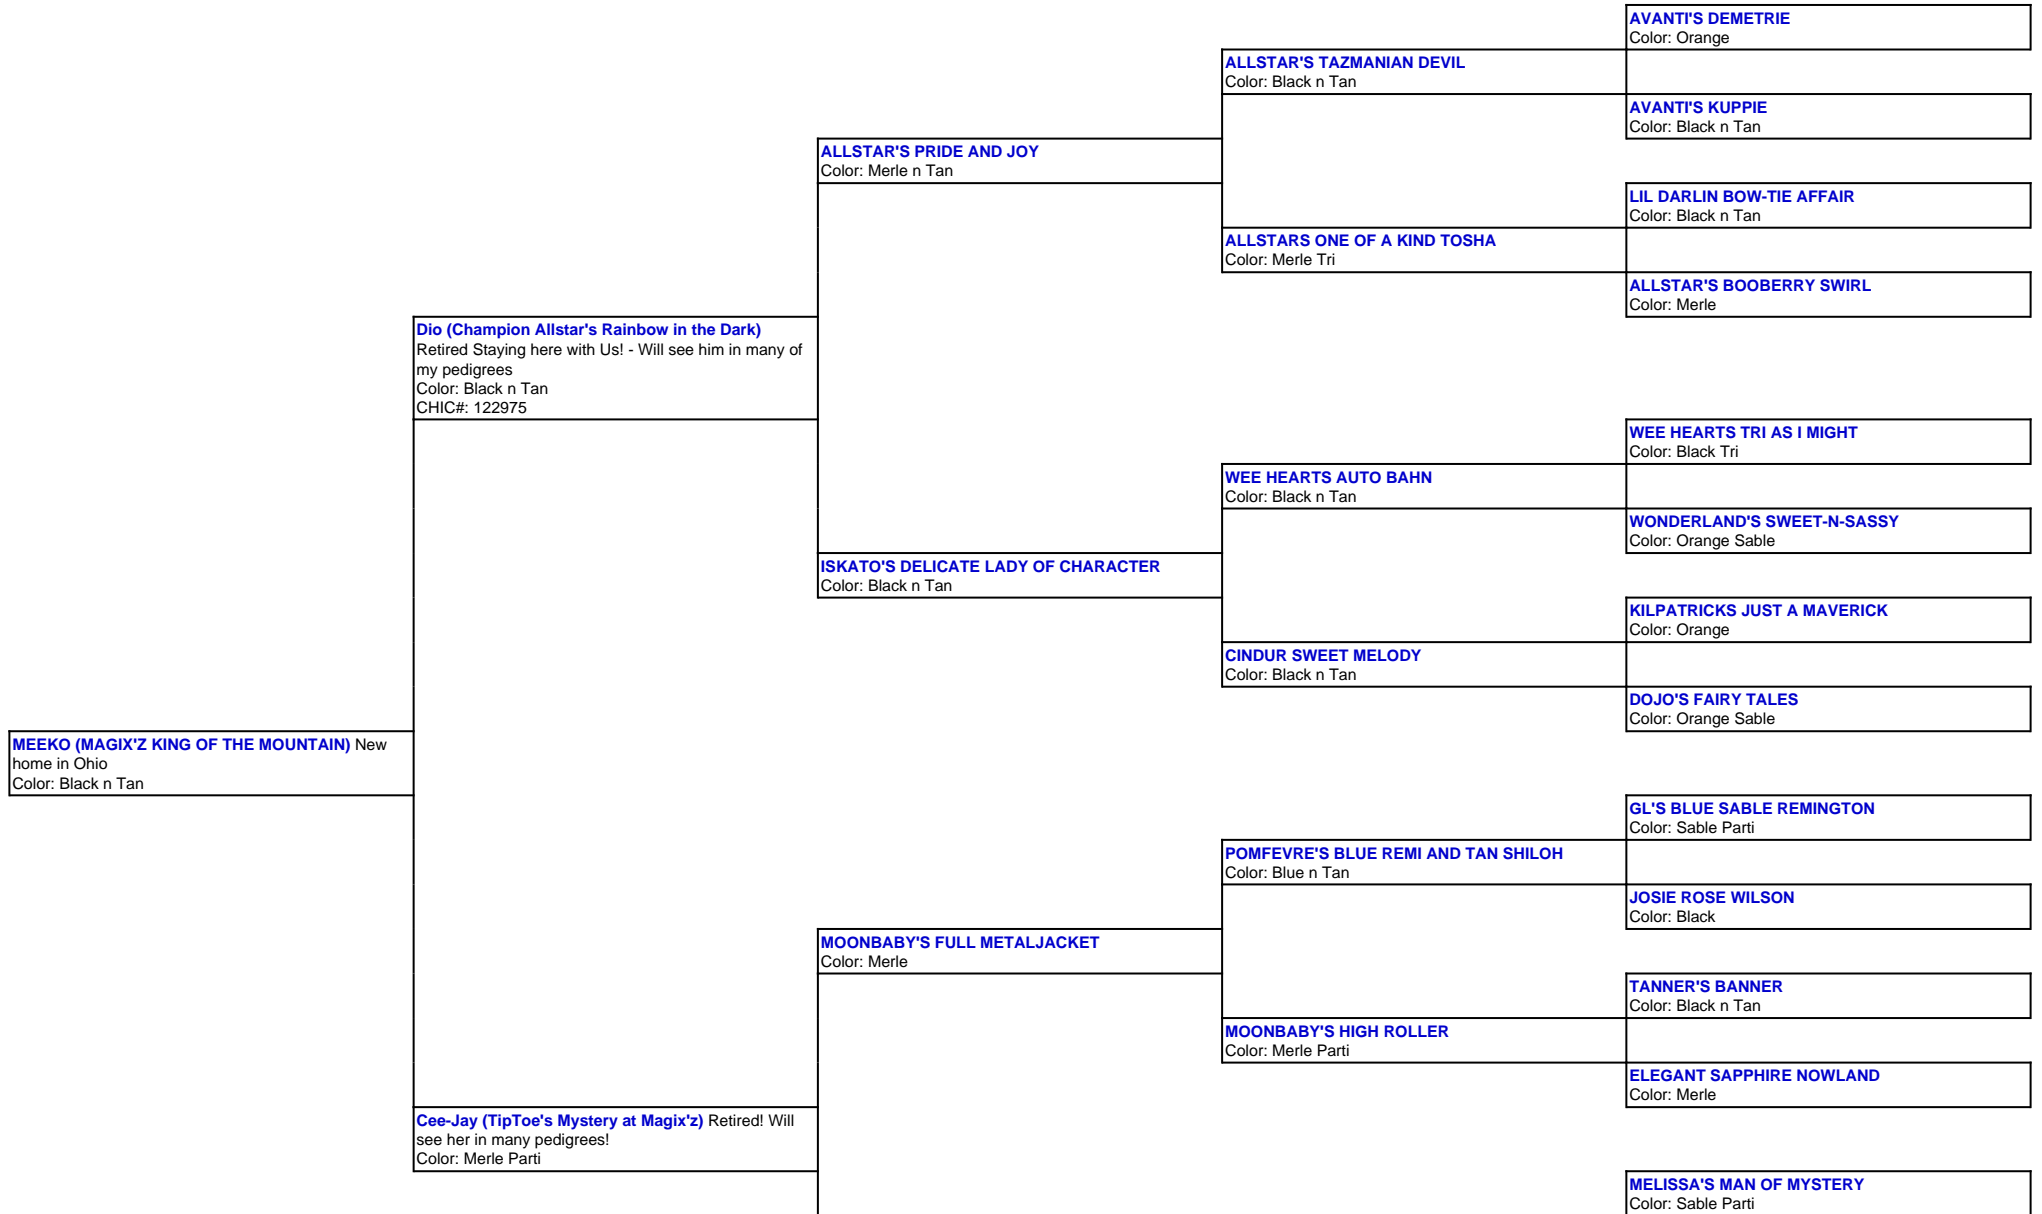 AVANTI'S DEMETRIE
Color: Orange
ALLSTAR'S TAZMANIAN DEVIL
Color: Black n Tan
AVANTI'S KUPPIE
Color: Black n Tan
ALLSTAR'S PRIDE AND JOY
Color: Merle n Tan
LIL DARLIN BOW-TIE AFFAIR
Color: Black n Tan
ALLSTARS ONE OF A KIND TOSHA
Color: Merle Tri
ALLSTAR'S BOOBERRY SWIRL
Color: Merle
Dio (Champion Allstar's Rainbow in the Dark)
Retired Staying here with Us! - Will see him in many of
my pedigrees
Color: Black n Tan
CHIC#: 122975
WEE HEARTS TRI AS I MIGHT
Color: Black Tri
WEE HEARTS AUTO BAHN
Color: Black n Tan
WONDERLAND'S SWEET-N-SASSY
Color: Orange Sable
ISKATO'S DELICATE LADY OF CHARACTER
Color: Black n Tan
KILPATRICKS JUST A MAVERICK
Color: Orange
CINDUR SWEET MELODY
Color: Black n Tan
DOJO'S FAIRY TALES
Color: Orange Sable
MEEKO (MAGIX'Z KING OF THE MOUNTAIN) New
home in Ohio
Color: Black n Tan
GL'S BLUE SABLE REMINGTON
Color: Sable Parti
POMFEVRE'S BLUE REMI AND TAN SHILOH
Color: Blue n Tan
JOSIE ROSE WILSON
Color: Black
MOONBABY'S FULL METALJACKET
Color: Merle
TANNER'S BANNER
Color: Black n Tan
MOONBABY'S HIGH ROLLER
Color: Merle Parti
ELEGANT SAPPHIRE NOWLAND
Color: Merle
Cee-Jay (TipToe's Mystery at Magix'z) Retired! Will
see her in many pedigrees!
Color: Merle Parti
MELISSA'S MAN OF MYSTERY
Color: Sable Parti